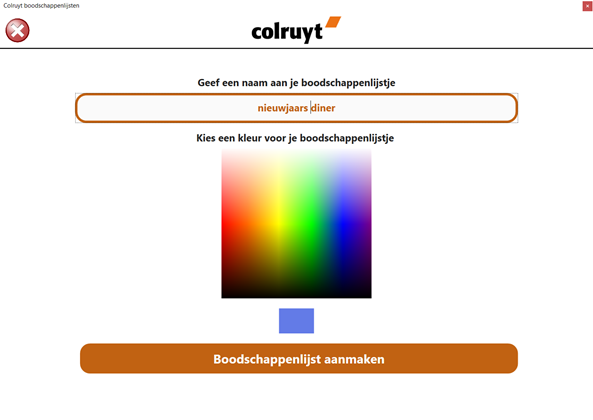 Colruyt boodschappenlijsten
colruyt
Geef een naam aan je boodschappenlijstje
nieuwjaars diner
Kies een kleur voor je boodschappenlijstje
Boodschappenlijst aanmaken